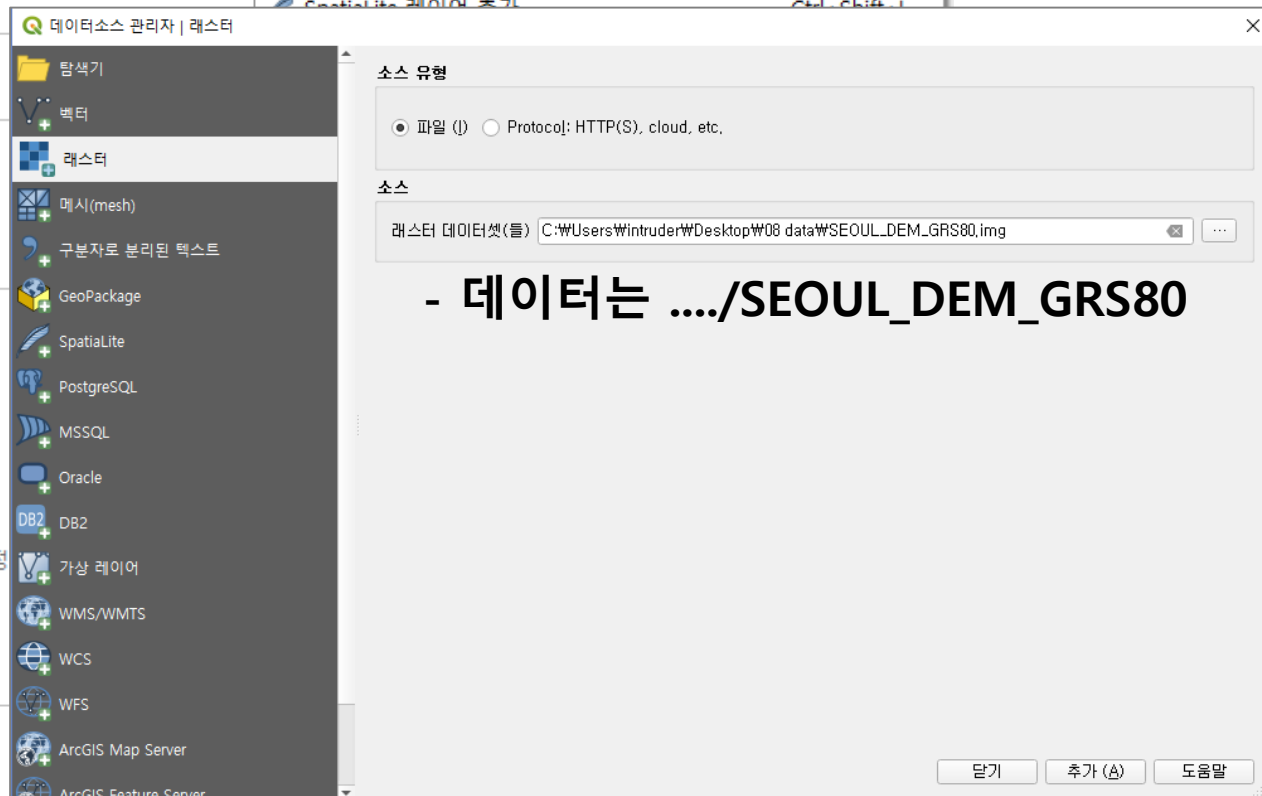 데이터소스 관리자 | 래스터
탐색기
벡터
래스터
메시(mesh)
구분자로 분리된 텍스트
GeoPackage
SpatiaLite
PostgreSQL
MSSQL
Oracle
DB2
DB2
가상 레이어
WMS/WMTS
WCS
WFS
ArcGIS Map Server
ArcGIS Feature Server
소스 유형
파일 (I) Protocol: HTTP(S), cloud, etc.
소스
래스터 데이터셋(들) C:₩Users₩intruder₩Desktop₩08 data₩SEOUL_DEM_GRS80.img ...
- 데이터는 ..../SEOUL_DEM_GRS80
닫기 추가 (A) 도움말